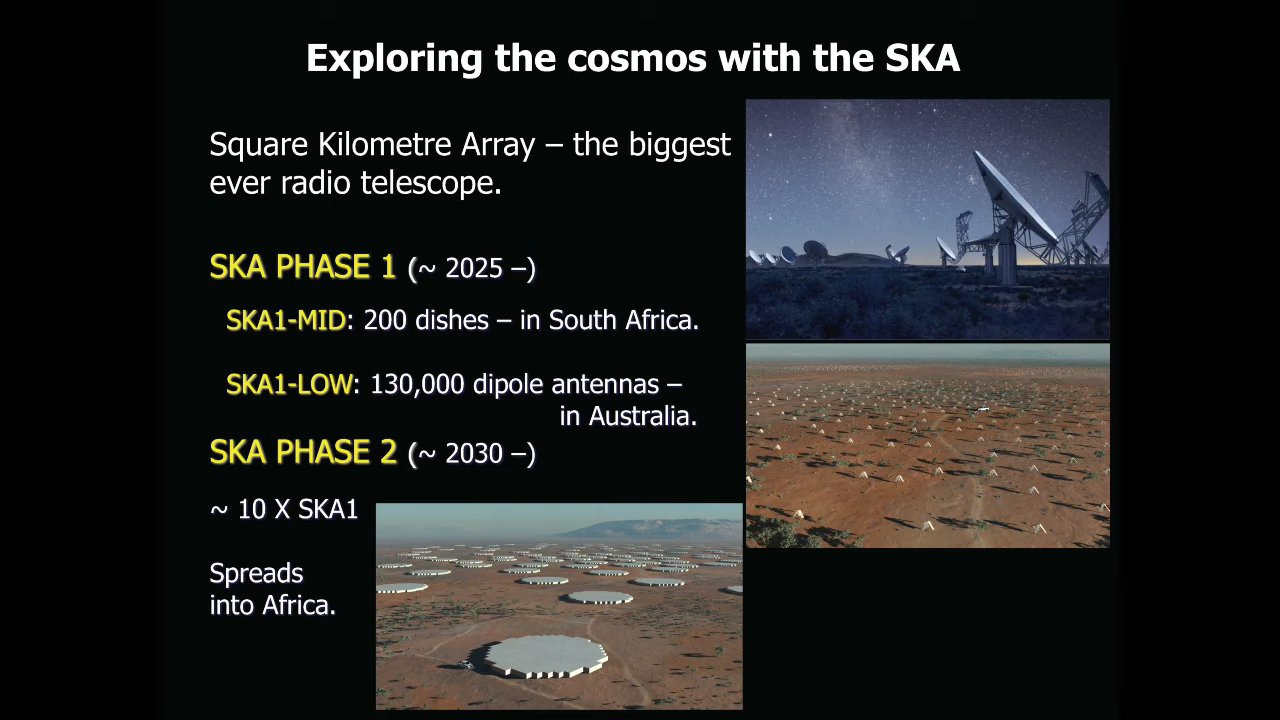 Exploring the cosmos with the SKA
Square Kilometre Array – the biggest
ever radio telescope.
SKA PHASE 1 (~ 2025 –)
SKA1-MID: 200 dishes – in South Africa.
SKA1-LOW: 130,000 dipole antennas –
in Australia.
SKA PHASE 2 (~ 2030 –)
~ 10 X SKA1
Spreads
into Africa.